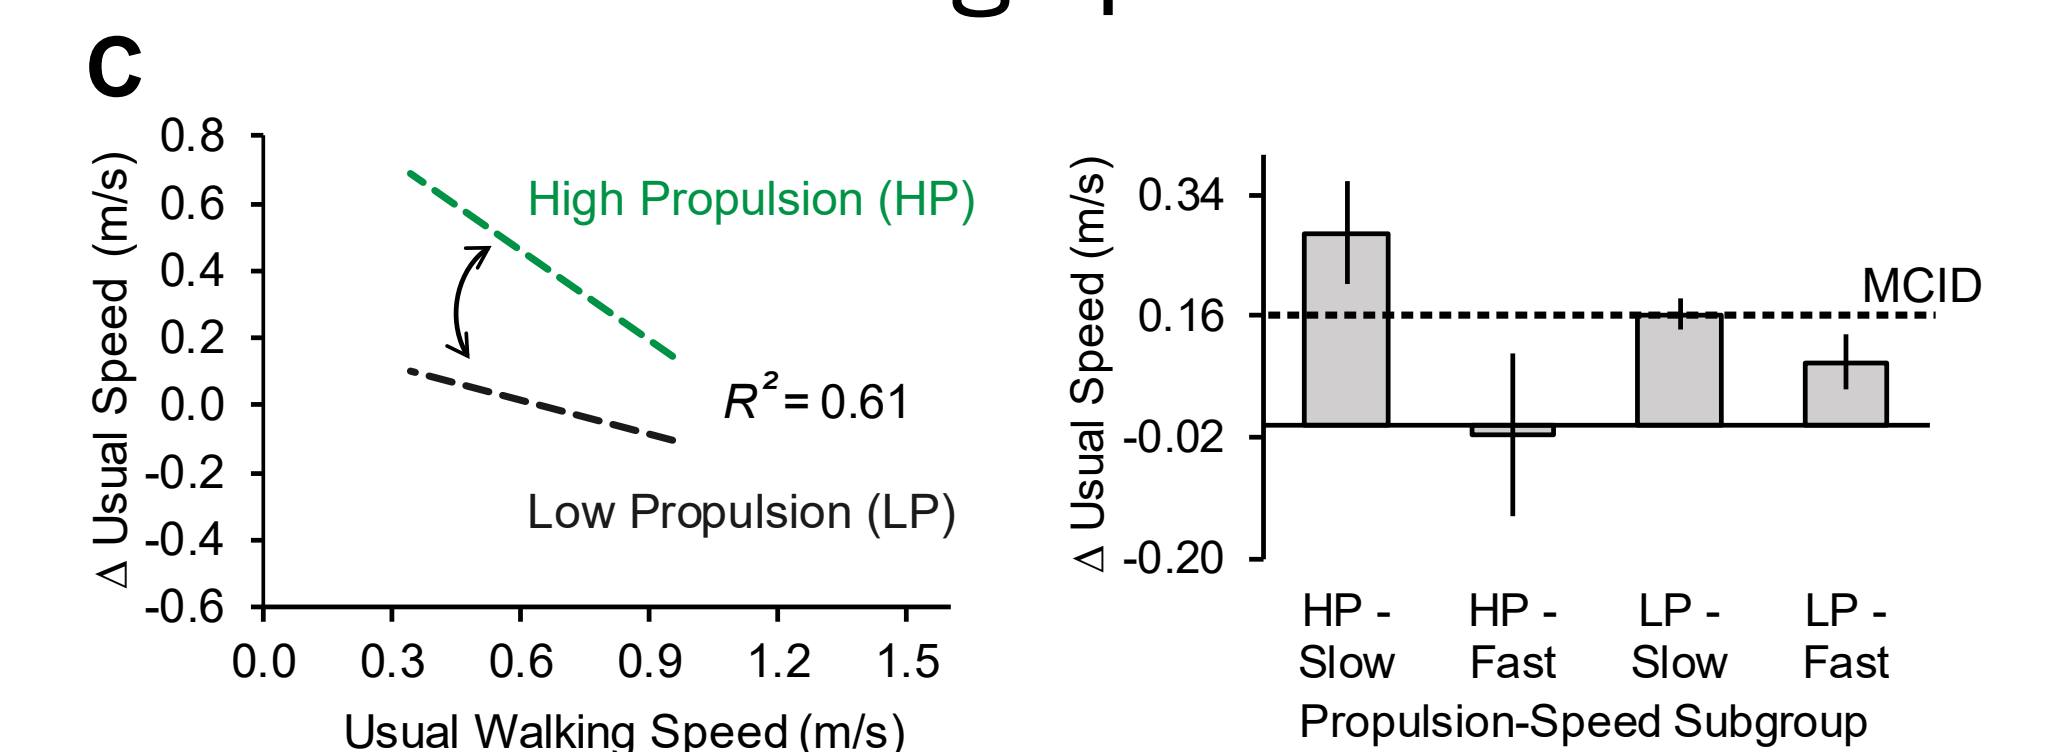 C
Δ Usual Speed (m/s)
0.8
0.6
0.4
0.2
0.0
-0.2
-0.4
-0.6
High Propulsion (HP)
R² = 0.61
Low Propulsion (LP)
0.0 0.3 0.6 0.9 1.2 1.5
Usual Walking Speed (m/s)
Δ Usual Speed (m/s)
0.34
0.16
-0.02
-0.20
MCID
HP - HP - LP - LP -
Slow Fast Slow Fast
Propulsion-Speed Subgroup